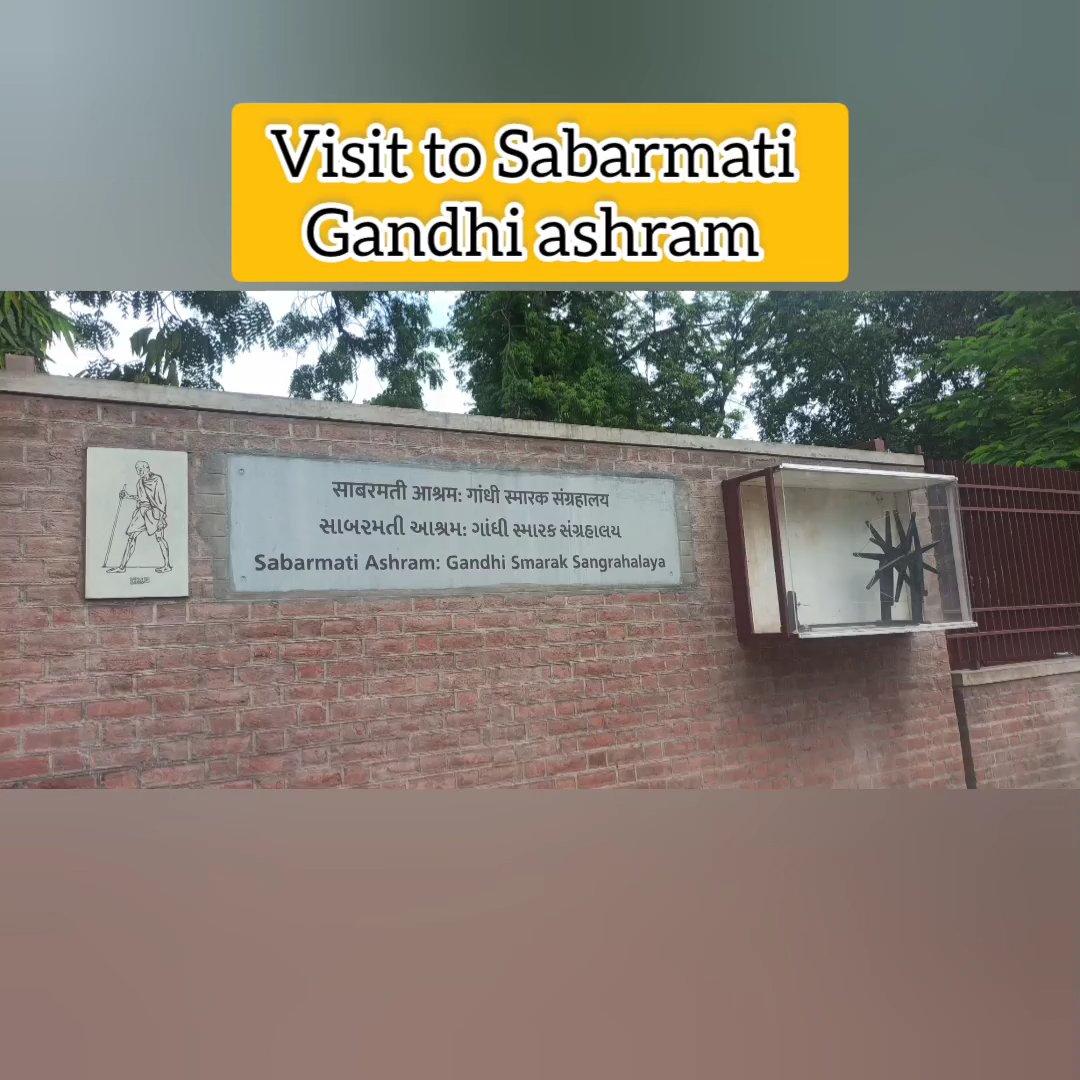 Visit to Sabarmati
Gandhi ashram
साबरमती आश्रम: गांधी स्मारक संग्रहालय
સાબરમતી આશ્રમ: ગાંધી સ્મારક સંગ્રહાલય
Sabarmati Ashram: Gandhi Smarak Sangrahalaya